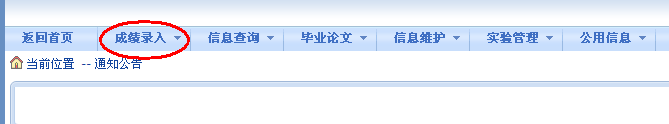 返回首页 成绩录入 信息查询 毕业论文 信息维护 实验管理 公用信息
当前位置 -- 通知公告